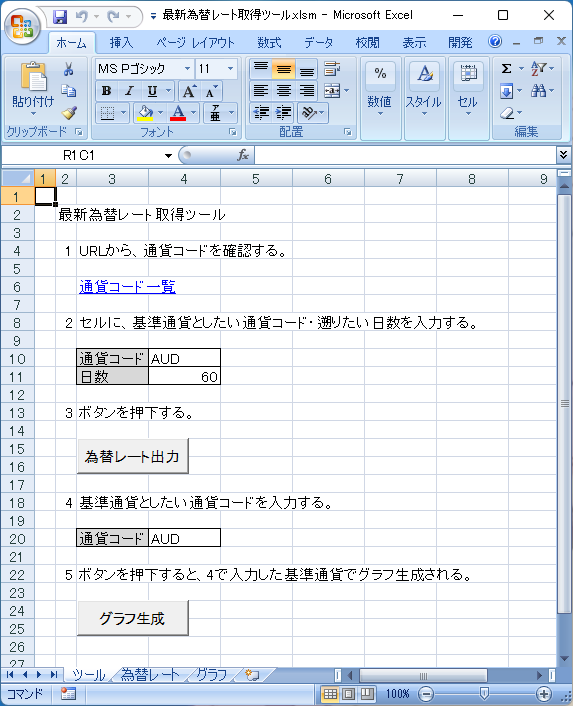 最新為替レート取得ツール.xlsm - Microsoft Excel
ホーム 挿入 ページ レイアウト 数式 データ 校閲 表示 開発
貼り付け
MS Pゴシック 11
B I U A A
A 亜
% 数値
スタイル
セル
Σ
クリップボード フォント 配置 編集
R1C1 fx
1 2 3 4 5 6 7 8 9
1
2 最新為替レート取得ツール
3
4 1 URLから、通貨コードを確認する。
5
6 通貨コード一覧
7
8 2 セルに、基準通貨としたい通貨コード・遡りたい日数を入力する。
9
10 通貨コード AUD
11 日数 60
12
13 3 ボタンを押下する。
14
15 為替レート出力
16
17
18 4 基準通貨としたい通貨コードを入力する。
19
20 通貨コード AUD
21
22 5 ボタンを押下すると、4で入力した基準通貨でグラフ生成される。
23
24 グラフ生成
25
26
27
ツール 為替レート グラフ
コマンド 100%